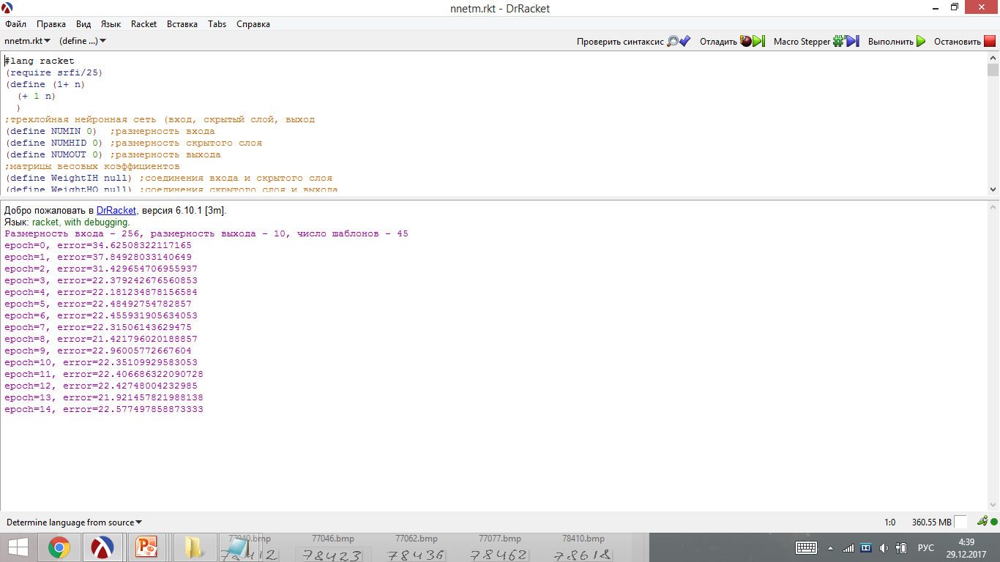 nnetm.rkt - DrRacket
Файл Правка Вид Язык Racket Вставка Tabs Справка
nnetm.rkt (define ...) Проверить синтаксис Отладить Macro Stepper Выполнить Остановить
#lang racket
(require srfi/25)
(define (1+ n)
(+ 1 n)
)
;трехлойная нейронная сеть (вход, скрытый слой, выход
(define NUMIN 0) ;размерность входа
(define NUMHID 0) ;размерность скрытого слоя
(define NUMOUT 0) ;размерность выхода
;матрицы весовых коэффициентов
(define WeightIH null) ;соединения входа и скрытого слоя
(define WeightHO null) ;соединения скрытого слоя и выхода
Добро пожаловать в DrRacket, версия 6.10.1 [3m].
Язык: racket, with debugging.
Размерность входа - 256, размерность выхода - 10, число шаблонов - 45
epoch=0, error=34.62508322117165
epoch=1, error=37.84928033140649
epoch=2, error=31.429654706955937
epoch=3, error=22.379242676560853
epoch=4, error=22.181234878156584
epoch=5, error=22.48492754782857
epoch=6, error=22.455931905634053
epoch=7, error=22.31506143629475
epoch=8, error=21.421796020188857
epoch=9, error=22.96005772667604
epoch=10, error=22.35109929583053
epoch=11, error=22.406686322090728
epoch=12, error=22.42748004232985
epoch=13, error=21.921457821988138
epoch=14, error=22.577497858873333
Determine language from source 1:0 360.55 MB
77040.bmp 77046.bmp 77062.bmp 77077.bmp 78410.bmp
78412 78423 78436 78462 78618
РУС 4:39
29.12.2017